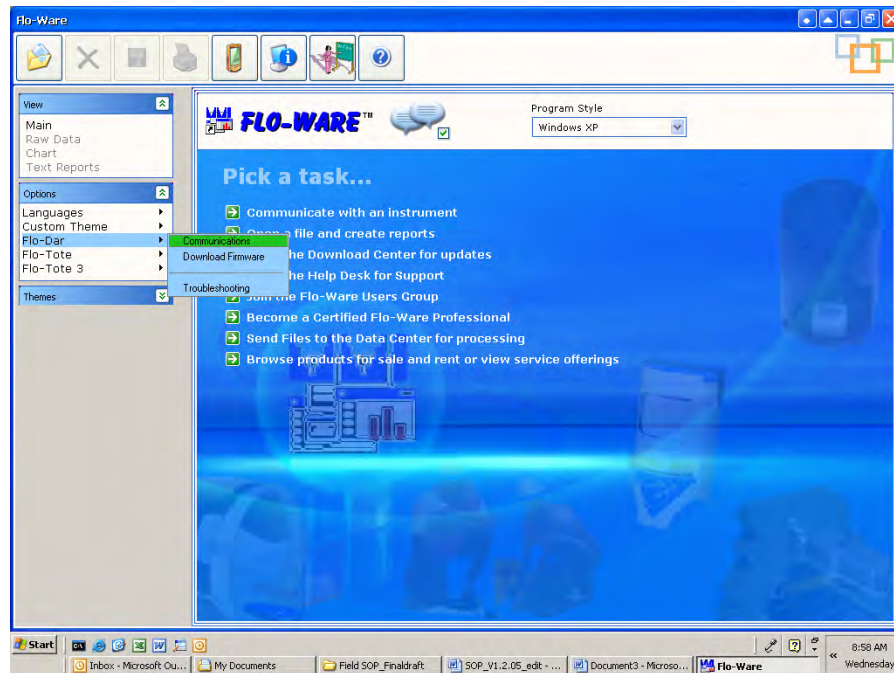 Flo-Ware
View
Main
Raw Data
Chart
Text Reports
Options
Languages
Custom Theme
Flo-Dar
Flo-Tote
Flo-Tote 3
Themes
Communications
Download Firmware
Troubleshooting
FLO-WARE™
Program Style
Windows XP
Pick a task...
Communicate with an instrument
a file and create reports
the Download Center for updates
the Help Desk for Support
the Flo-Ware Users Group
Become a Certified Flo-Ware Professional
Send Files to the Data Center for processing
Browse products for sale and rent or view service offerings
Start
8:58 AM
Inbox - Microsoft Ou...
My Documents
Field SOP_Finaldraft
SOP_V1.2.05_edit - ...
Document3 - Microso...
Flo-Ware
Wednesday